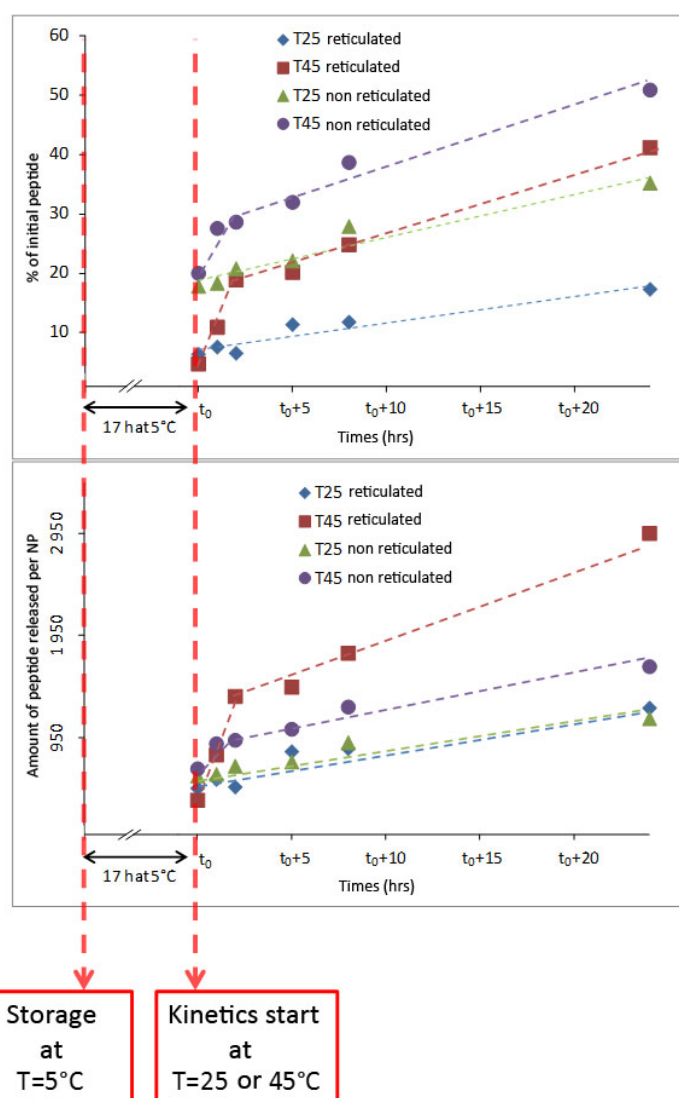 T25 reticulated
T45 reticulated
T25 non reticulated
T45 non reticulated
% of initial peptide
60
50
40
30
20
10
t0
t0+5
t0+10
t0+15
t0+20
17 h at 5°C
Times (hrs)
T25 reticulated
T45 reticulated
T25 non reticulated
T45 non reticulated
Amount of peptide released per NP
2 950
1 950
950
t0
t0+5
t0+10
t0+15
t0+20
17 h at 5°C
Times (hrs)
Storage
at
T=5°C
Kinetics start
at
T=25 or 45°C